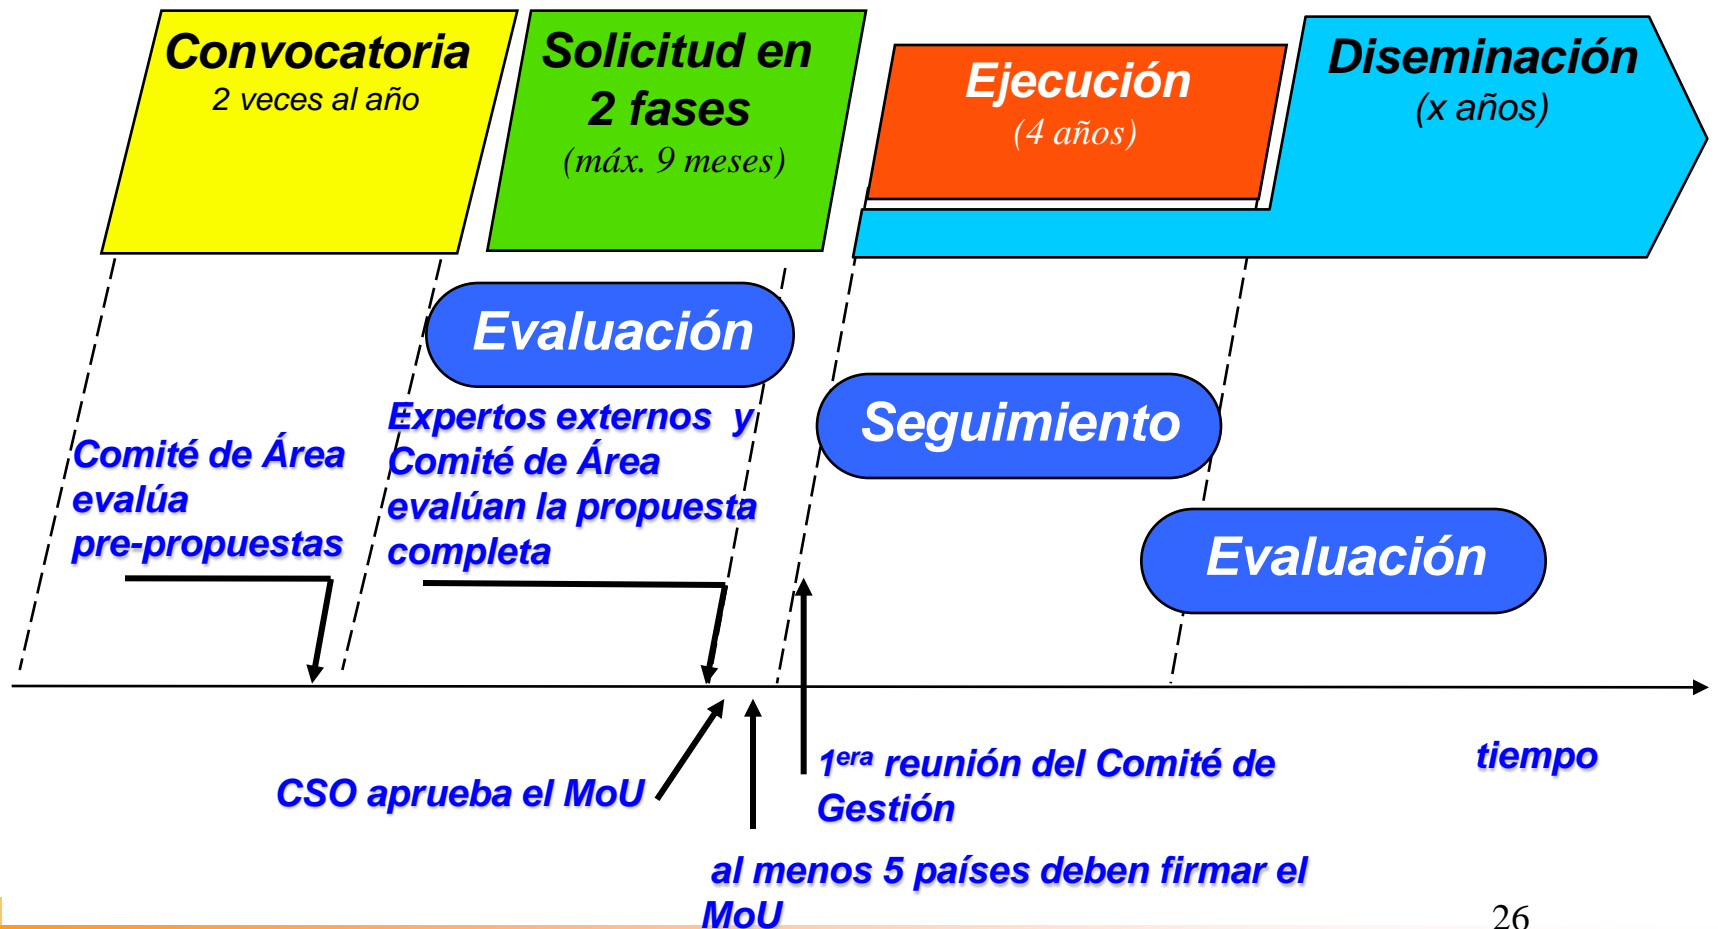 Convocatoria
2 veces al año
Solicitud en
2 fases
(máx. 9 meses)
Ejecución
(4 años)
Diseminación
(x años)
Evaluación
Seguimiento
Evaluación
Comité de Área
evalúa
pre-propuestas
Expertos externos y
Comité de Área
evalúan la propuesta
completa
CSO aprueba el MoU
1era reunión del Comité de
Gestión
tiempo
al menos 5 países deben firmar el
MoU
26